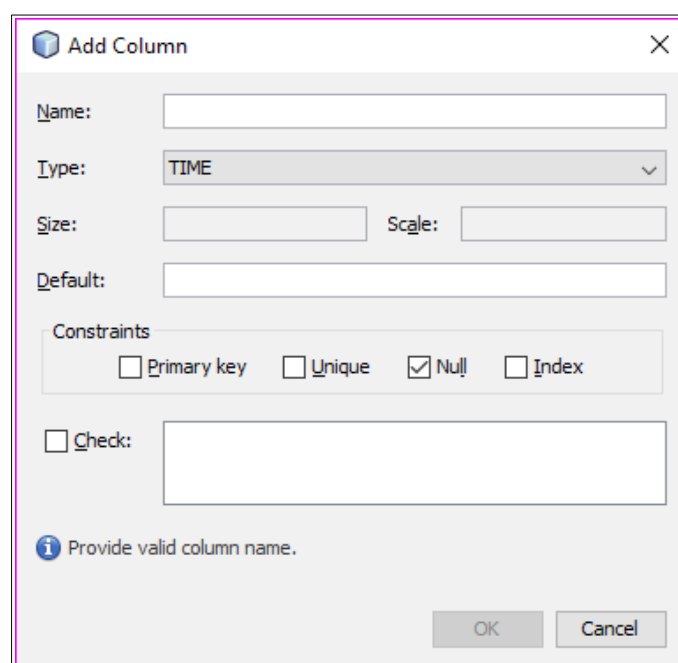 Add Column
Name:
Type: TIME
Size: Scale:
Default:
Constraints
Primary key Unique Null Index
Check:
Provide valid column name.
OK Cancel